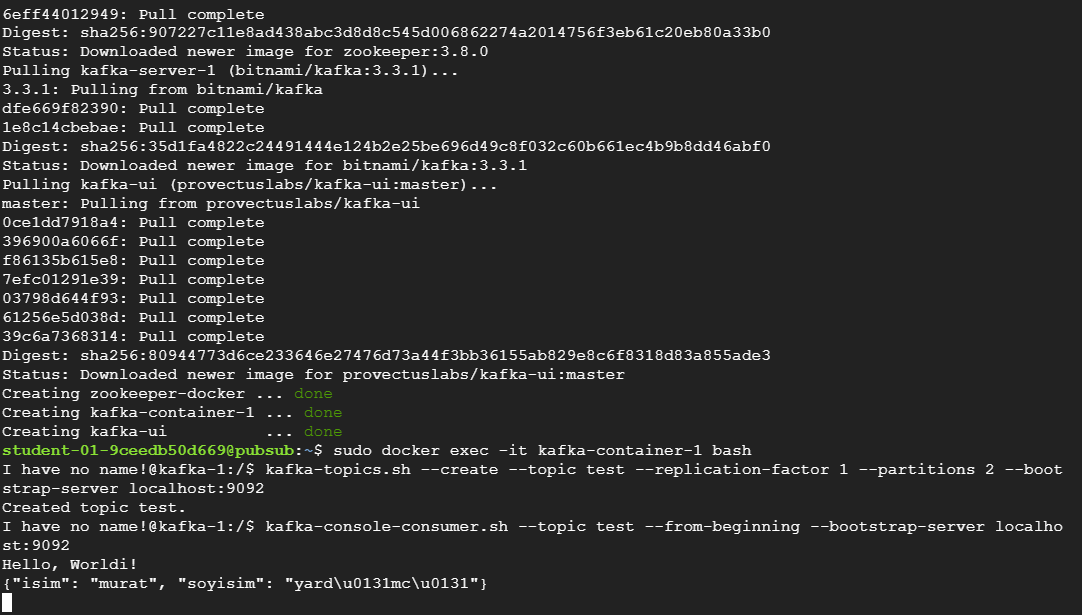 6eff44012949: Pull complete
Digest: sha256:907227c11e8ad438abc3d8d8c545d006862274a2014756f3eb61c20eb80a33b0
Status: Downloaded newer image for zookeeper:3.8.0
Pulling kafka-server-1 (bitnami/kafka:3.3.1)...
3.3.1: Pulling from bitnami/kafka
dfe669f82390: Pull complete
1e8c14cbebae: Pull complete
Digest: sha256:35d1fa4822c24491444e124b2e25be696d49c8f032c60b661ec4b9b8dd46abf0
Status: Downloaded newer image for bitnami/kafka:3.3.1
Pulling kafka-ui (provectuslabs/kafka-ui:master)...
master: Pulling from provectuslabs/kafka-ui
0ce1dd7918a4: Pull complete
396900a6066f: Pull complete
f86135b615e8: Pull complete
7efc01291e39: Pull complete
03798d644f93: Pull complete
61256e5d038d: Pull complete
39c6a7368314: Pull complete
Digest: sha256:80944773d6ce233646e27476d73a44f3bb36155ab829e8c6f8318d83a855ade3
Status: Downloaded newer image for provectuslabs/kafka-ui:master
Creating zookeeper-docker ... done
Creating kafka-container-1 ... done
Creating kafka-ui          ... done
student-01-9ceedb50d669@pubsub:~$ sudo docker exec -it kafka-container-1 bash
I have no name!@kafka-1:/$ kafka-topics.sh --create --topic test --replication-factor 1 --partitions 2 --boot
strap-server localhost:9092
Created topic test.
I have no name!@kafka-1:/$ kafka-console-consumer.sh --topic test --from-beginning --bootstrap-server localho
st:9092
Hello, Worldi!
{"isim": "murat", "soyisim": "yard\u0131mc\u0131"}